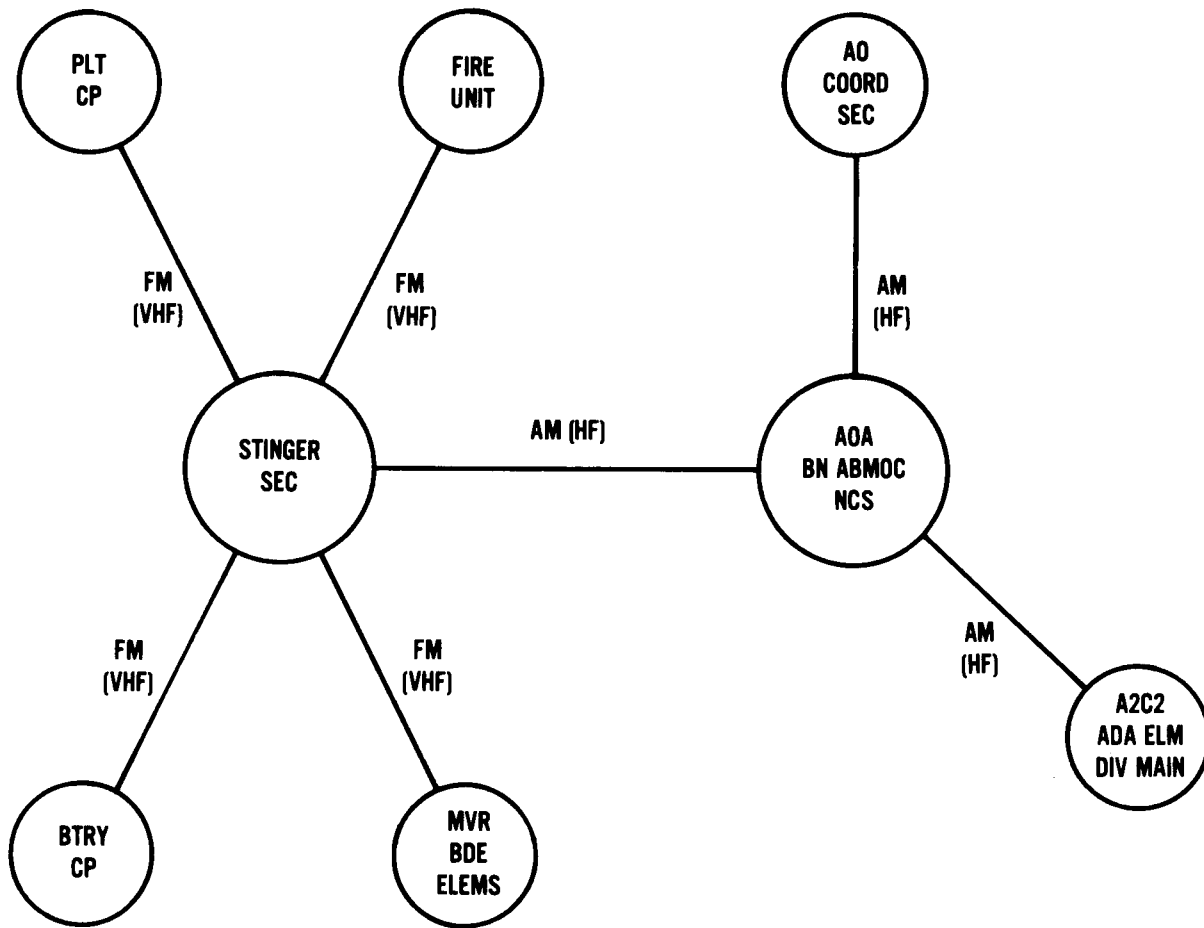 PLT
CP
FIRE
UNIT
AO
COORD
SEC
FM
(VHF)
FM
(VHF)
AM
(HF)
STINGER
SEC
AM (HF)
AOA
BN ABMOC
NCS
FM
(VHF)
FM
(VHF)
AM
(HF)
BTRY
CP
MVR
BDE
ELEMS
A2C2
ADA ELM
DIV MAIN